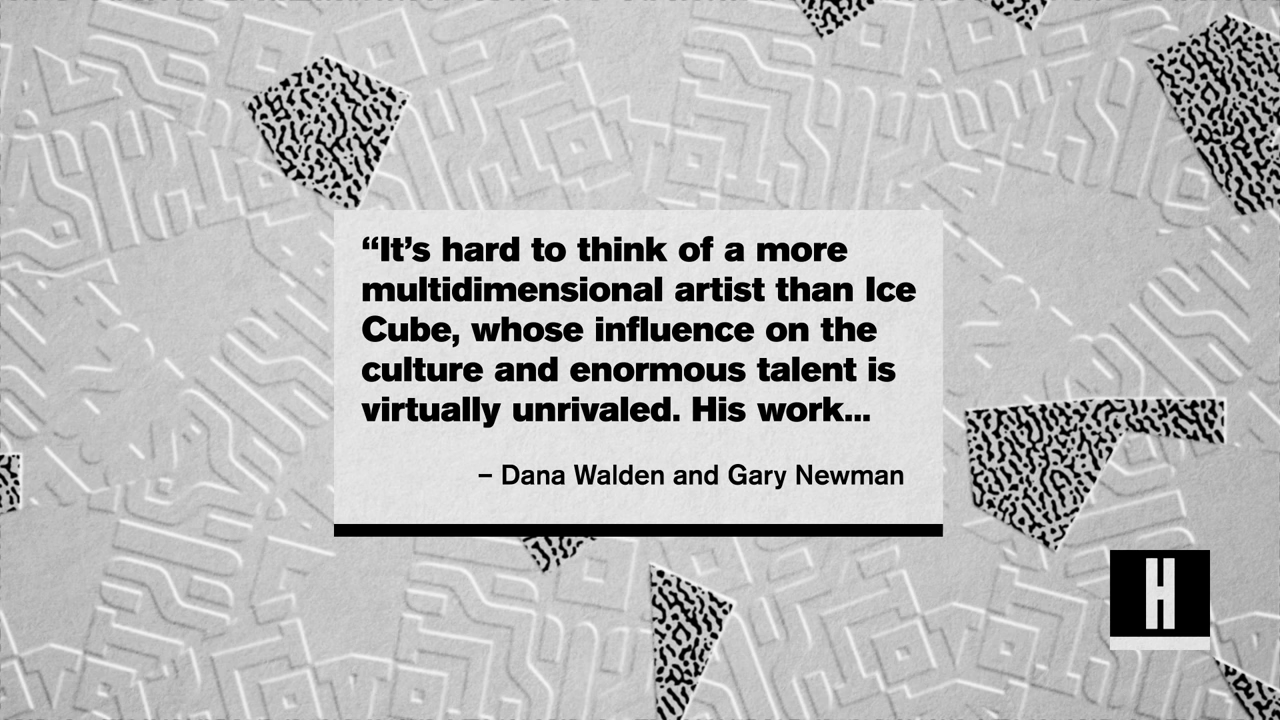 “It’s hard to think of a more
multidimensional artist than Ice
Cube, whose influence on the
culture and enormous talent is
virtually unrivaled. His work...
– Dana Walden and Gary Newman
H